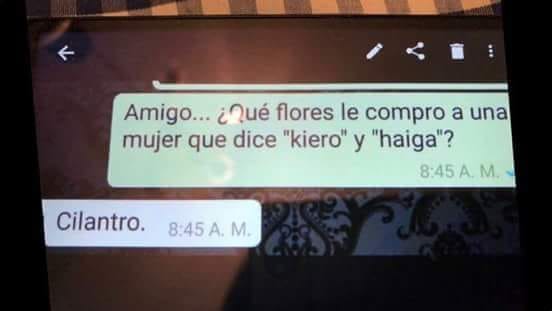 Amigo... ¿Qué flores le compro a una
mujer que dice "kiero" y "haiga"?
8:45 A. M.
Cilantro. 8:45 A. M.